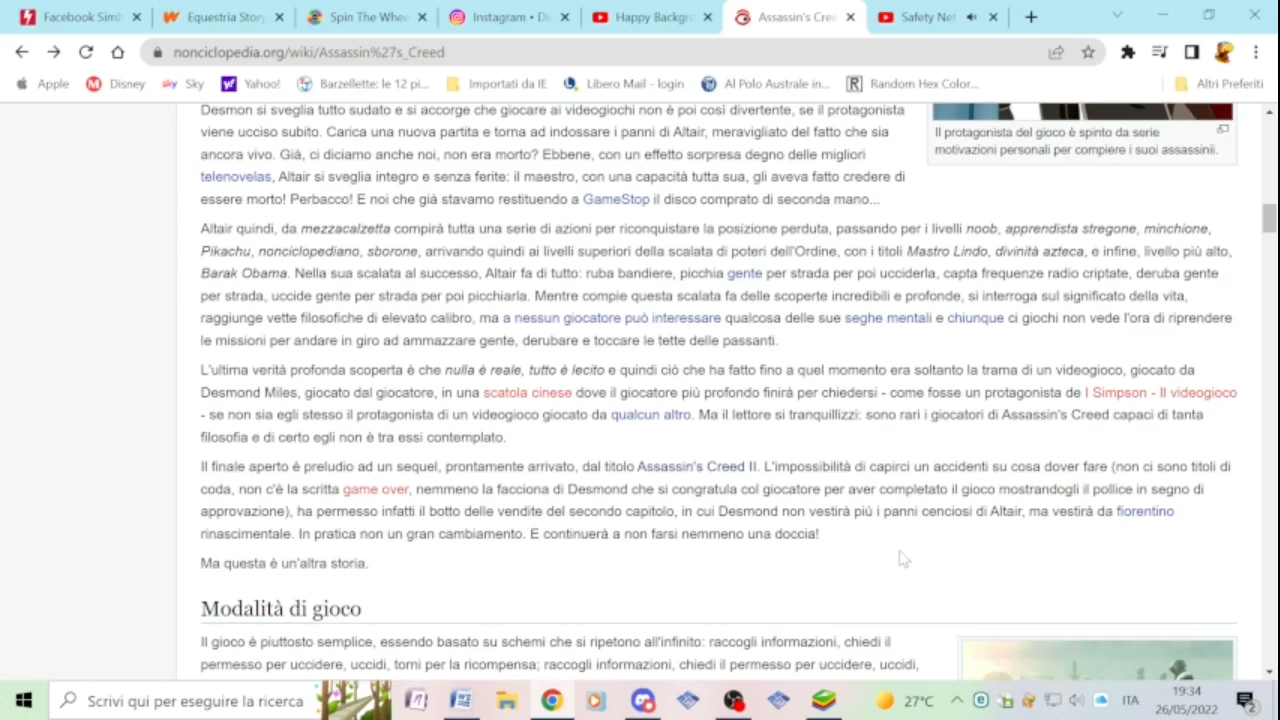 Facebook Simb
Equestria Story
Spin The Whee
Instagram • Di
Happy Backgro
Assassin's Cree
Safety Net
nonciclopedia.org/wiki/Assassin%27s_Creed
Apple
Disney
sky Sky
Yahoo!
Barzellette: le 12 pi...
Importati da IE
Libero Mail - login
Al Polo Australe in...
R Random Hex Color...
Altri Preferiti
Desmon si sveglia tutto sudato e si accorge che giocare ai videogiochi non è poi così divertente, se il protagonista
viene ucciso subito. Carica una nuova partita e torna ad indossare i panni di Altair, meravigliato del fatto che sia
ancora vivo. Già, ci diciamo anche noi, non era morto? Ebbene, con un effetto sorpresa degno delle migliori
telenovelas, Altair si sveglia integro e senza ferite: il maestro, con una capacità tutta sua, gli aveva fatto credere di
essere morto! Perbacco! E noi che già stavamo restituendo a GameStop il disco comprato di seconda mano...
Il protagonista del gioco è spinto da serie
motivazioni personali per compiere i suoi assassinii.
Altair quindi, da mezzacalzetta compirà tutta una serie di azioni per riconquistare la posizione perduta, passando per i livelli noob, apprendista stregone, minchione,
Pikachu, nonciclopediano, sborone, arrivando quindi ai livelli superiori della scalata di poteri dell'Ordine, con i titoli Mastro Lindo, divinità azteca, e infine, livello più alto,
Barak Obama. Nella sua scalata al successo, Altair fa di tutto: ruba bandiere, picchia gente per strada per poi ucciderla, capta frequenze radio criptate, deruba gente
per strada, uccide gente per strada per poi picchiarla. Mentre compie questa scalata fa delle scoperte incredibili e profonde, si interroga sul significato della vita,
raggiunge vette filosofiche di elevato calibro, ma a nessun giocatore può interessare qualcosa delle sue seghe mentali e chiunque ci giochi non vede l'ora di riprendere
le missioni per andare in giro ad ammazzare gente, derubare e toccare le tette delle passanti.
L'ultima verità profonda scoperta è che nulla è reale, tutto è lecito e quindi ciò che ha fatto fino a quel momento era soltanto la trama di un videogioco, giocato da
Desmond Miles, giocato dal giocatore, in una scatola cinese dove il giocatore più profondo finirà per chiedersi - come fosse un protagonista de I Simpson - Il videogioco
- se non sia egli stesso il protagonista di un videogioco giocato da qualcun altro. Ma il lettore si tranquillizzi: sono rari i giocatori di Assassin's Creed capaci di tanta
filosofia e di certo egli non è tra essi contemplato.
Il finale aperto è preludio ad un sequel, prontamente arrivato, dal titolo Assassin's Creed II. L'impossibilità di capirci un accidenti su cosa dover fare (non ci sono titoli di
coda, non c'è la scritta game over, nemmeno la facciona di Desmond che si congratula col giocatore per aver completato il gioco mostrandogli il pollice in segno di
approvazione), ha permesso infatti il botto delle vendite del secondo capitolo, in cui Desmond non vestirà più i panni cenciosi di Altair, ma vestirà da fiorentino
rinascimentale. In pratica non un gran cambiamento. E continuerà a non farsi nemmeno una doccia!
Ma questa è un'altra storia.
Modalità di gioco
Il gioco è piuttosto semplice, essendo basato su schemi che si ripetono all'infinito: raccogli informazioni, chiedi il
permesso per uccidere, uccidi, torni per la ricompensa; raccogli informazioni, chiedi il permesso per uccidere, uccidi,
Scrivi qui per eseguire la ricerca
27°C
ITA
19:34
26/05/2022
2